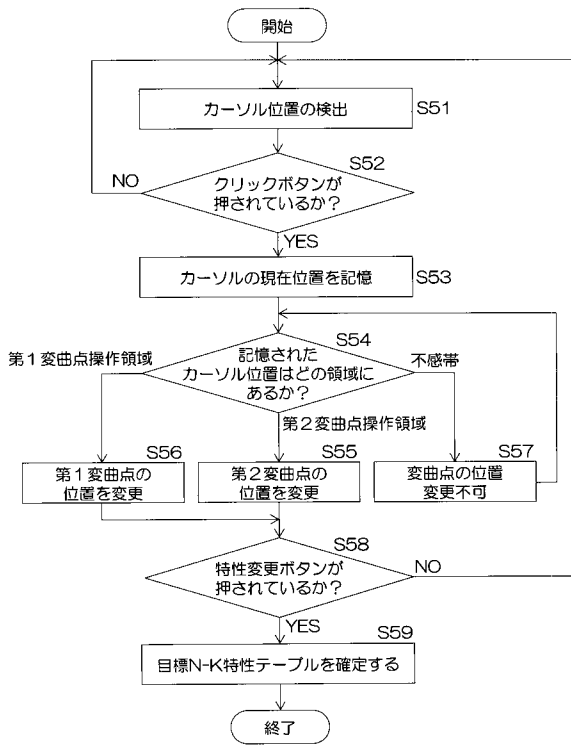 開始
カーソル位置の検出
S51
S52
クリックボタンが
押されているか?
NO
YES
カーソルの現在位置を記憶
S53
S54
記憶された
カーソル位置はどの領域に
あるか?
第1変曲点操作領域
不感帯
第2変曲点操作領域
S56
第1変曲点の
位置を変更
S55
第2変曲点の
位置を変更
S57
変曲点の位置
変更不可
S58
特性変更ボタンが
押されているか?
NO
YES
S59
目標N-K特性テーブルを確定する
終了